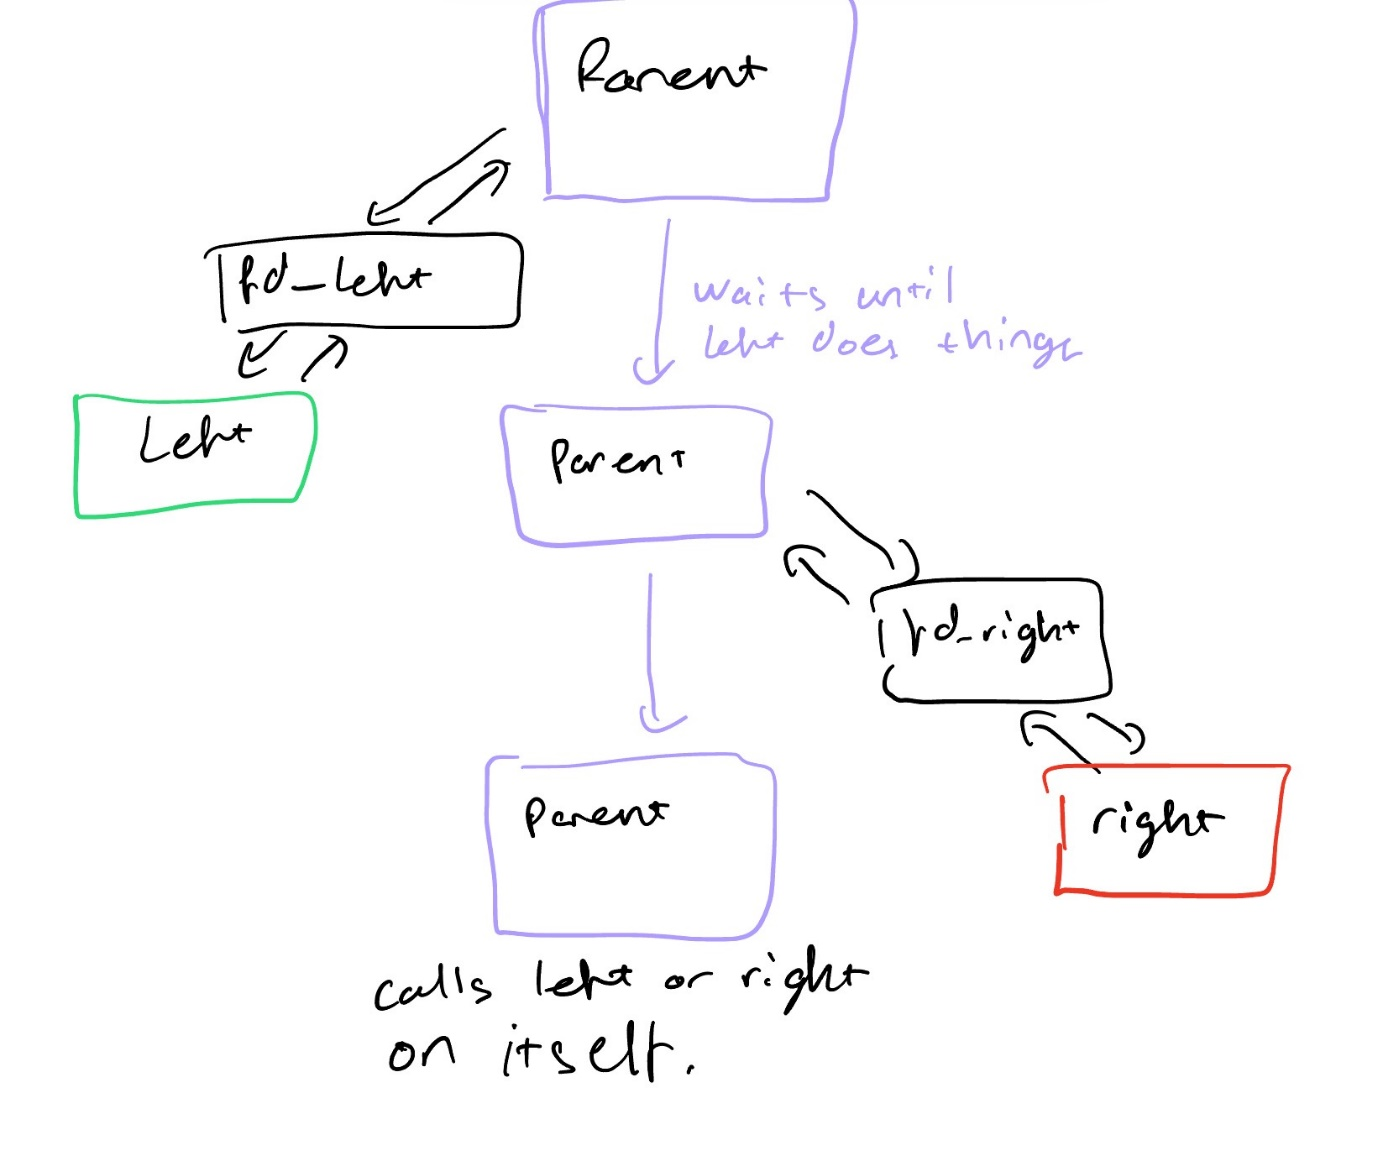 Parent
fd_left
waits until
left does things
Left
Parent
fd_right
Parent
right
calls left or right
on itself.